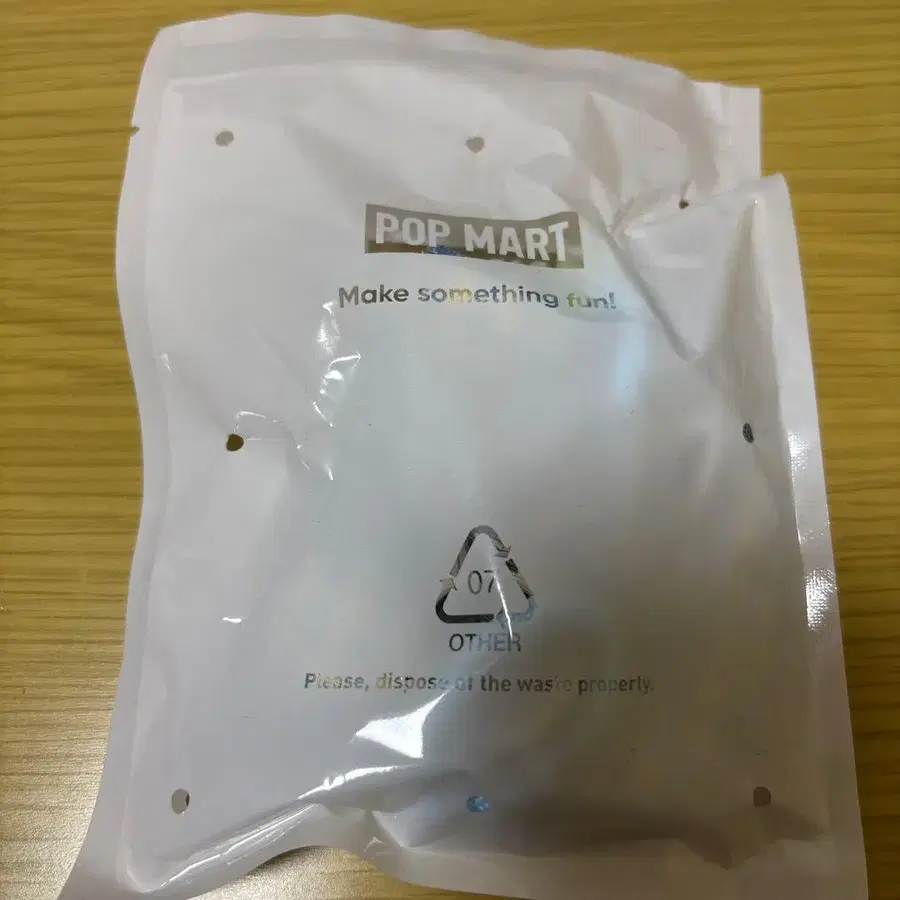 POP MART
Make something fun!
07
OTHER
Please, dispose of the waste properly.